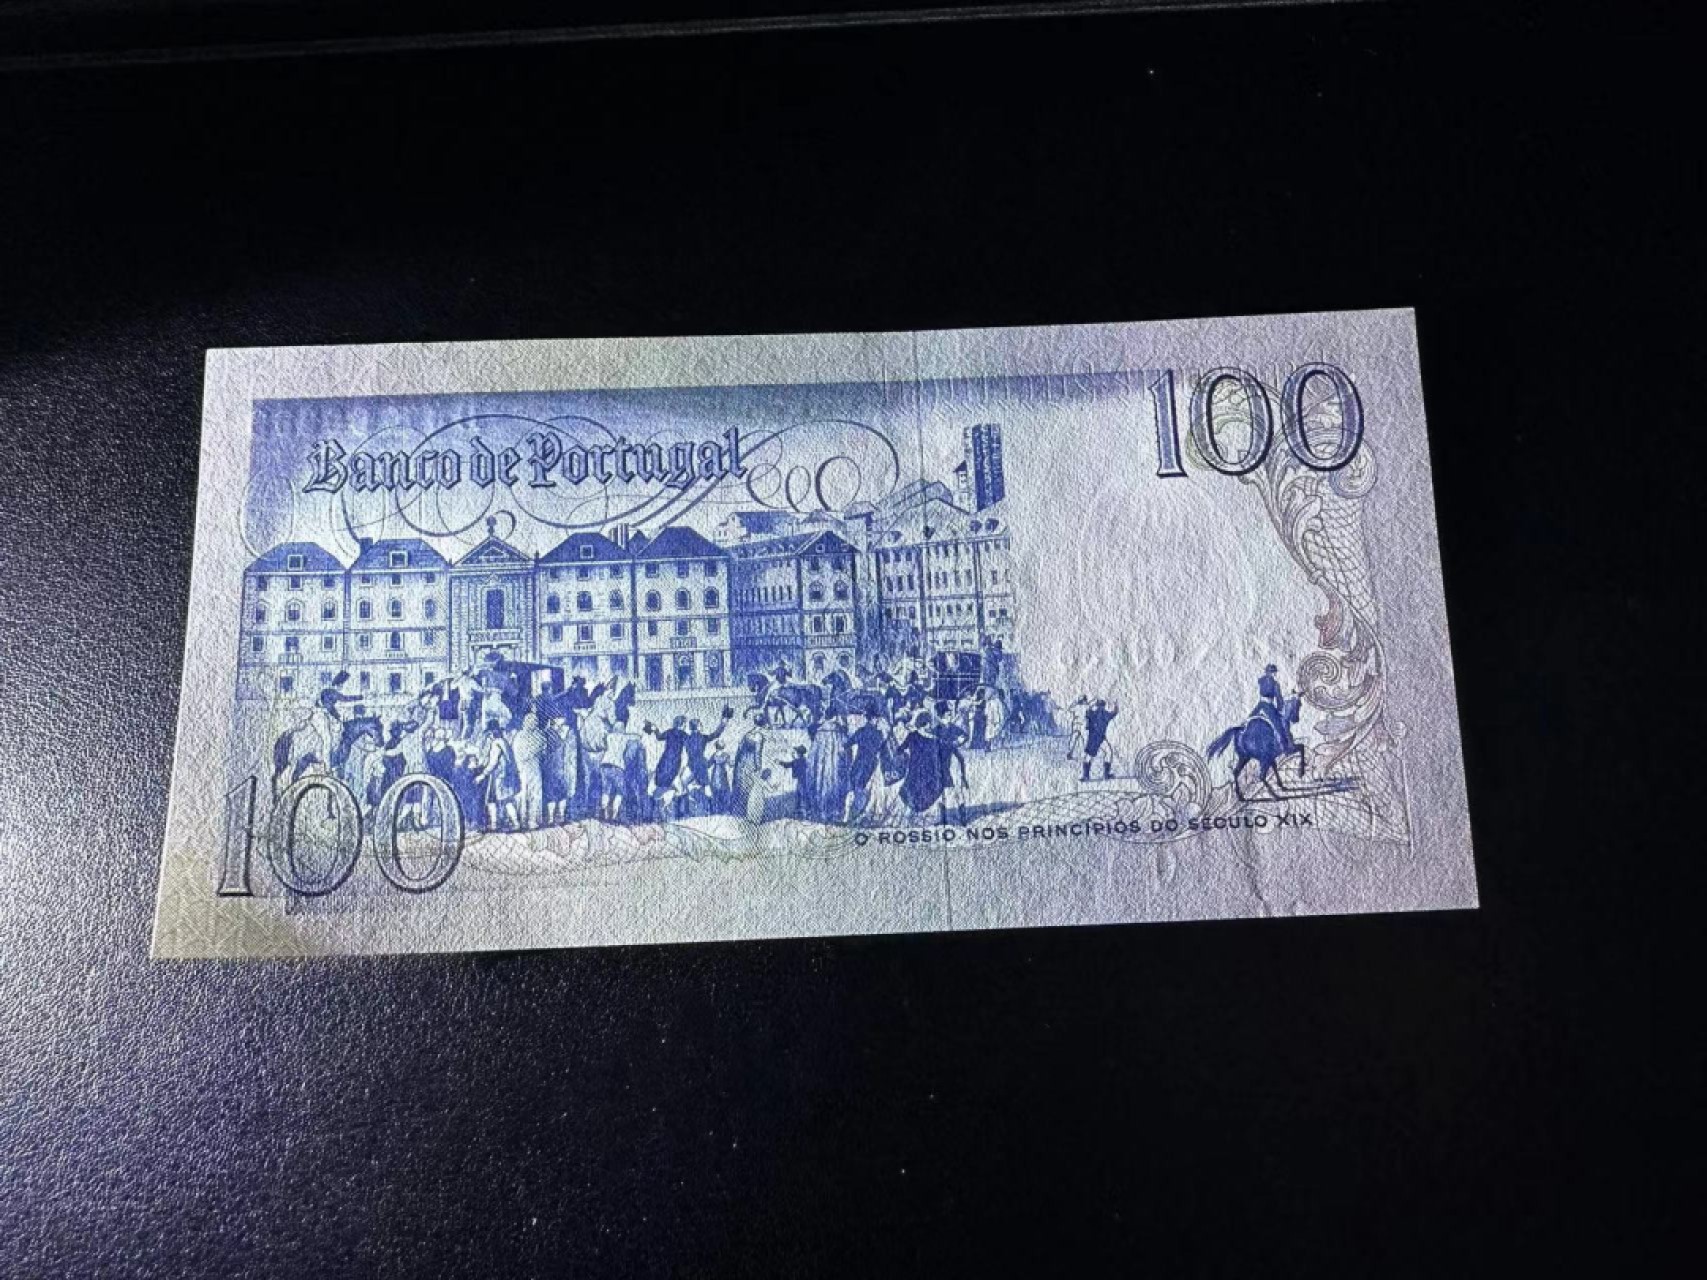 Banco de Portugal
100
100
O ROSSIO NOS PRINCÍPIOS DO SÉCULO XIX